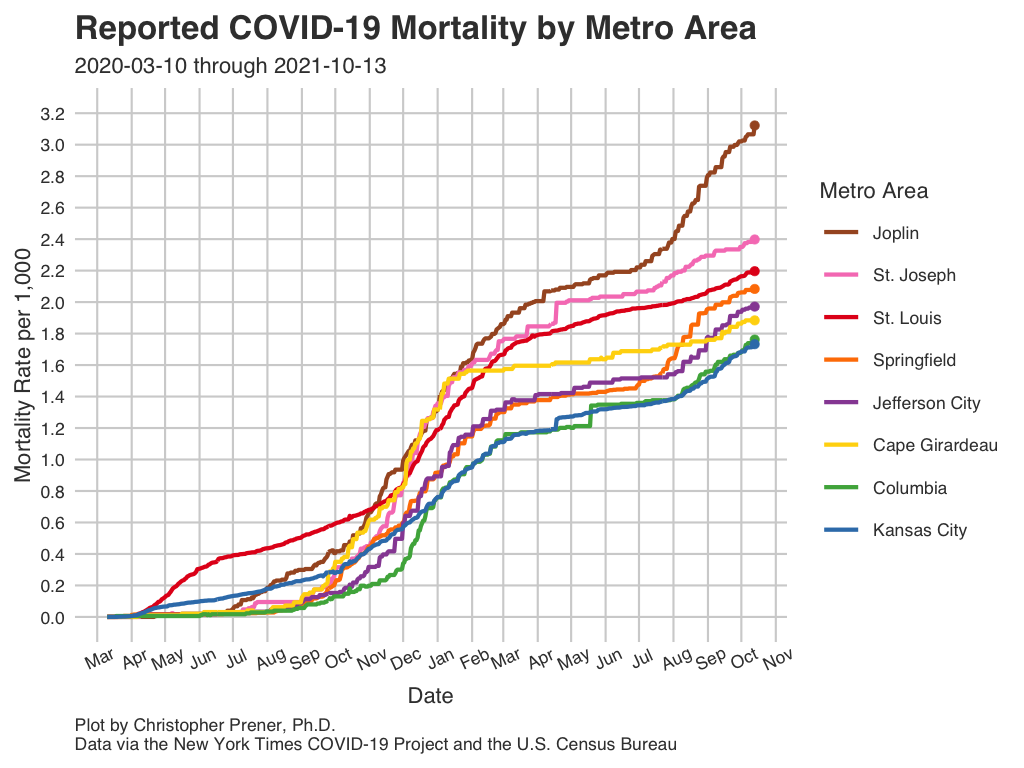 Reported COVID-19 Mortality by Metro Area
2020-03-10 through 2021-10-13
Mortality Rate per 1,000
3.2
3.0
2.8
2.6
2.4
2.2
2.0
1.8
1.6
1.4
1.2
1.0
0.8
0.6
0.4
0.2
0.0
Mar Apr May Jun Jul Aug Sep Oct Nov Dec Jan Feb Mar Apr May Jun Jul Aug Sep Oct Nov
Date
Metro Area
Joplin
St. Joseph
St. Louis
Springfield
Jefferson City
Cape Girardeau
Columbia
Kansas City
Plot by Christopher Prener, Ph.D.
Data via the New York Times COVID-19 Project and the U.S. Census Bureau